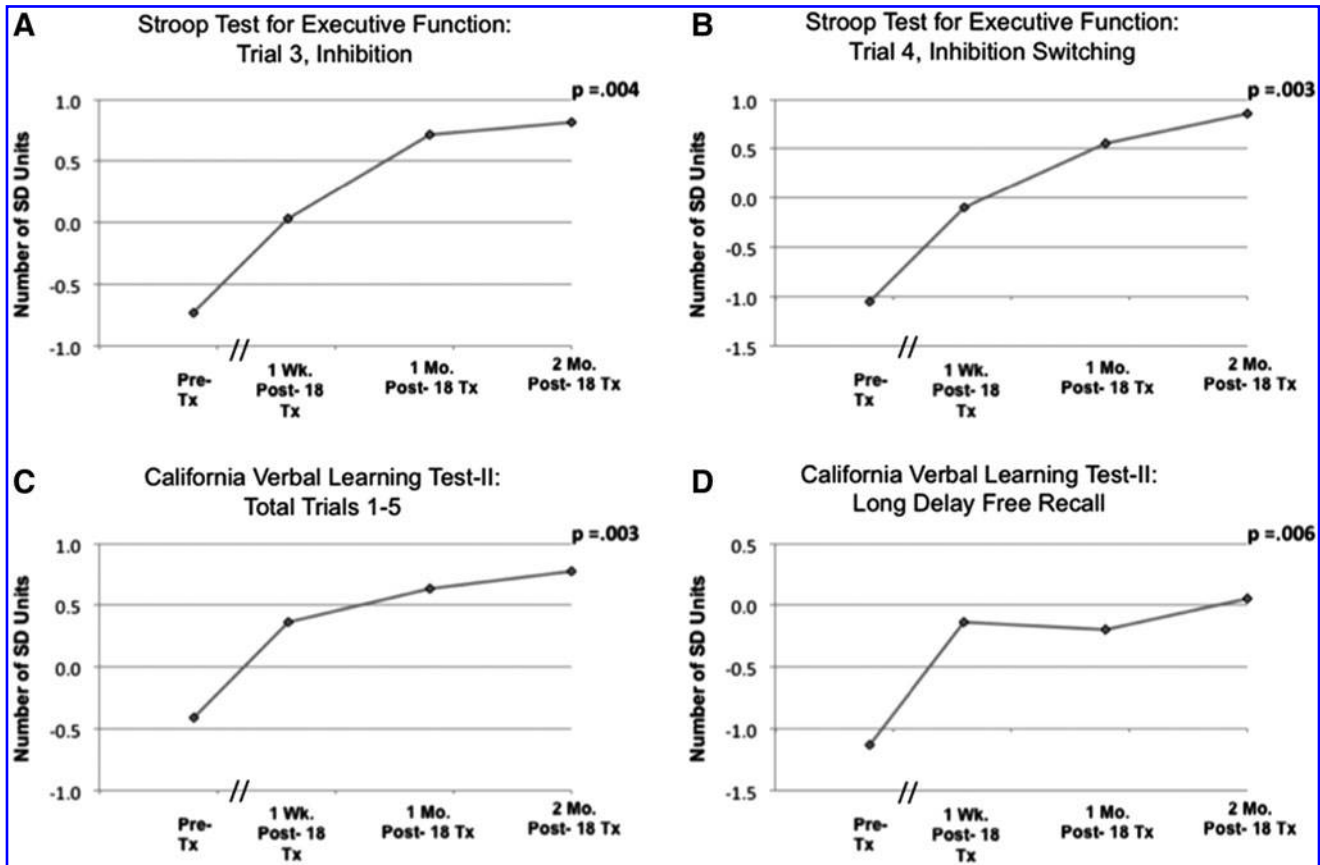 A
Stroop Test for Executive Function:
Trial 3, Inhibition
p =.004
Number of SD Units
1.0
0.5
0.0
-0.5
-1.0
Pre-
Tx
1 Wk.
Post- 18
Tx
1 Mo.
Post- 18 Tx
2 Mo.
Post- 18 Tx
B
Stroop Test for Executive Function:
Trial 4, Inhibition Switching
p =.003
Number of SD Units
1.0
0.5
0.0
-0.5
-1.0
-1.5
Pre-
Tx
1 Wk.
Post- 18
Tx
1 Mo.
Post- 18 Tx
2 Mo.
Post- 18 Tx
C
California Verbal Learning Test-II:
Total Trials 1-5
p =.003
Number of SD Units
1.0
0.5
0.0
-0.5
-1.0
Pre-
Tx
1 Wk.
Post- 18
Tx
1 Mo.
Post- 18 Tx
2 Mo.
Post- 18 Tx
D
California Verbal Learning Test-II:
Long Delay Free Recall
p =.006
Number of SD Units
0.5
0.0
-0.5
-1.0
-1.5
Pre-
Tx
1 Wk.
Post- 18
Tx
1 Mo.
Post- 18 Tx
2 Mo.
Post- 18 Tx